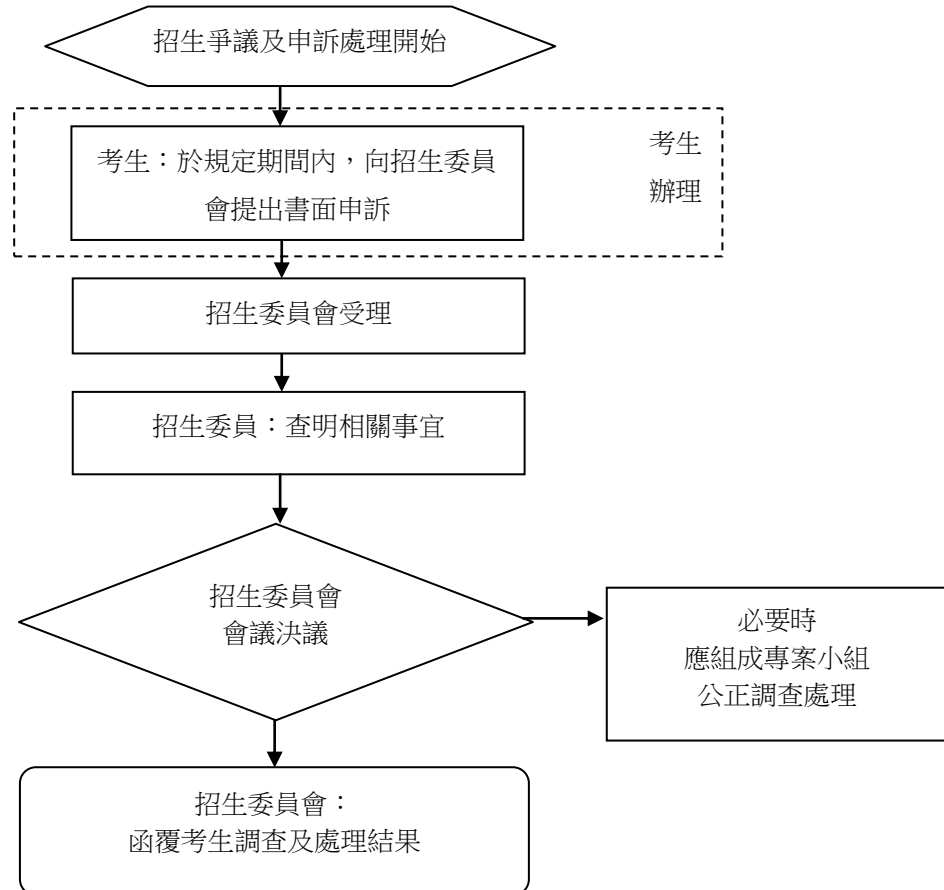 招生爭議及申訴處理開始
考生：於規定期間內，向招生委員
會提出書面申訴
考生
辦理
招生委員會受理
招生委員：查明相關事宜
招生委員會
會議決議
必要時
應組成專案小組
公正調查處理
招生委員會：
函覆考生調查及處理結果